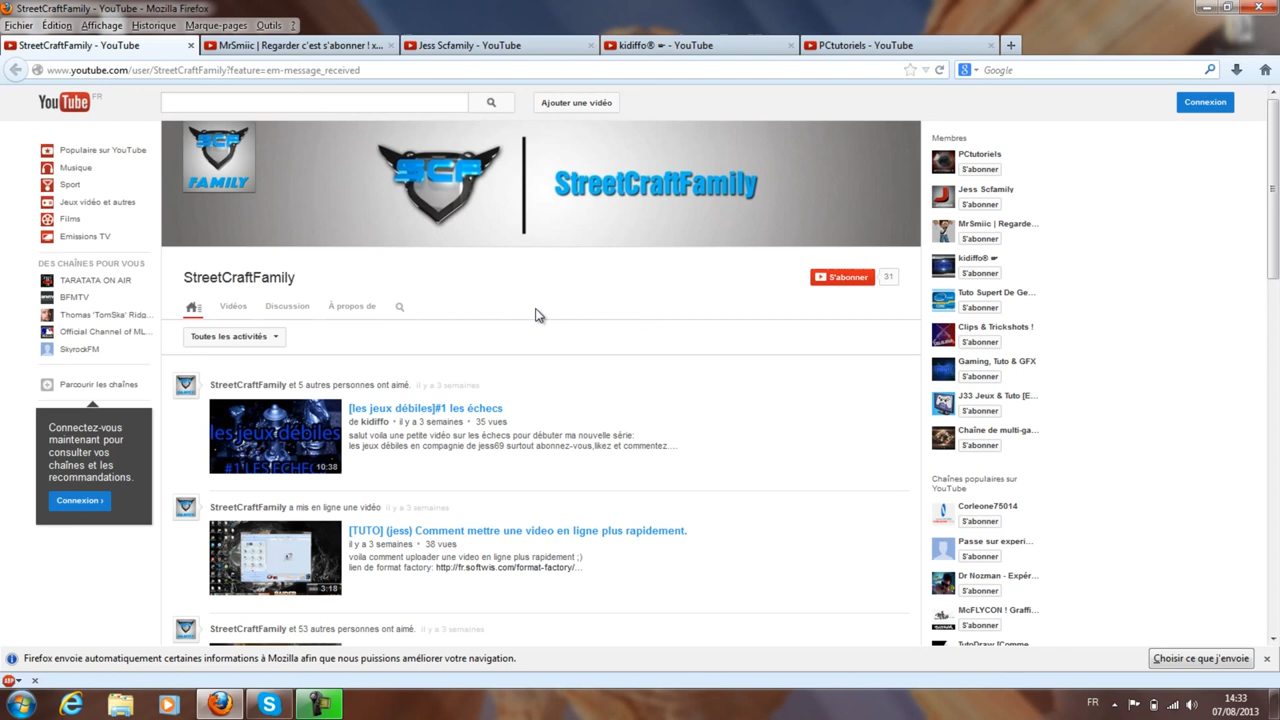 StreetCraftFamily - YouTube - Mozilla Firefox
Fichier Édition Affichage Historique Marque-pages Outils ?
StreetCraftFamily - YouTube × MrSmiic | Regarder c'est s'abonner ! x... × Jess Scfamily - YouTube × kidiffo® - YouTube × PCtutoriels - YouTube × +
www.youtube.com/user/StreetCraftFamily?feature=em-message_received Google
YouTube FR Ajouter une vidéo Connexion
Populaire sur YouTube
Musique
Sport
Jeux vidéo et autres
Films
Emissions TV
DES CHAÎNES POUR VOUS
TARATATA ON AIR
BFMTV
Thomas 'TomSka' Ridg...
Official Channel of ML...
SkyrockFM
Parcourir les chaînes
Connectez-vous
maintenant pour
consulter vos
chaînes et les
recommandations.
Connexion ›
SCF
FAMILY
SCF
StreetCraftFamily
StreetCraftFamily
S'abonner 31
Vidéos Discussion À propos de
Toutes les activités
StreetCraftFamily et 5 autres personnes ont aimé. il y a 3 semaines
les jeux débiles
#1 LES ECHECS
10:38
[les jeux débiles]#1 les échecs
de kidiffo • il y a 3 semaines • 35 vues
salut voila une petite vidéo sur les échecs pour débuter ma nouvelle série:
les jeux débiles en compagnie de jess69 surtout abonnez-vous,likez et commentez....
StreetCraftFamily a mis en ligne une vidéo il y a 3 semaines
3:18
[TUTO] (jess) Comment mettre une video en ligne plus rapidement.
il y a 3 semaines • 38 vues
voila comment uploader une video en ligne plus rapidement ;)
lien de format factory: http://fr.softwis.com/format-factory/...
StreetCraftFamily et 53 autres personnes ont aimé. il y a 3 semaines
Membres
PCtutoriels
S'abonner
Jess Scfamily
S'abonner
MrSmiic | Regarde...
S'abonner
kidiffo®
S'abonner
Tuto Supert De Ge...
S'abonner
Clips & Trickshots !
S'abonner
Gaming, Tuto & GFX
S'abonner
J33 Jeux & Tuto [E...
S'abonner
Chaîne de multi-ga...
S'abonner
Chaînes populaires sur
YouTube
Corleone75014
S'abonner
Passe sur experi...
S'abonner
Dr Nozman - Expér...
S'abonner
McFLYCON ! Graffi...
S'abonner
TutoDraw [Comme...
Firefox envoie automatiquement certaines informations à Mozilla afin que nous puissions améliorer votre navigation. Choisir ce que j'envoie ×
ABP ×
FR 14:33
07/08/2013